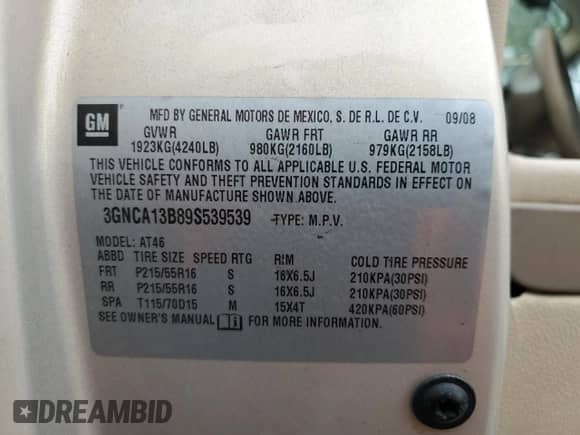 GM
MFD BY GENERAL MOTORS DE MEXICO, S. DE R.L. DE C.V. 09/08
GVWR GAWR FRT GAWR RR
1923KG(4240LB) 980KG(2160LB) 979KG(2158LB)
THIS VEHICLE CONFORMS TO ALL APPLICABLE U.S. FEDERAL MOTOR
VEHICLE SAFETY AND THEFT PREVENTION STANDARDS IN EFFECT ON
THE DATE OF MANUFACTURE SHOWN ABOVE.
3GNCA13B89S539539 TYPE: M.P.V.
MODEL: AT46
ABBD TIRE SIZE SPEED RTG RIM COLD TIRE PRESSURE
FRT P215/55R16 S 16X6.5J 210KPA(30PSI)
RR P215/55R16 S 16X6.5J 210KPA(30PSI)
SPA T115/70D15 M 15X4T 420KPA(60PSI)
SEE OWNER'S MANUAL FOR MORE INFORMATION.
DREAMBID